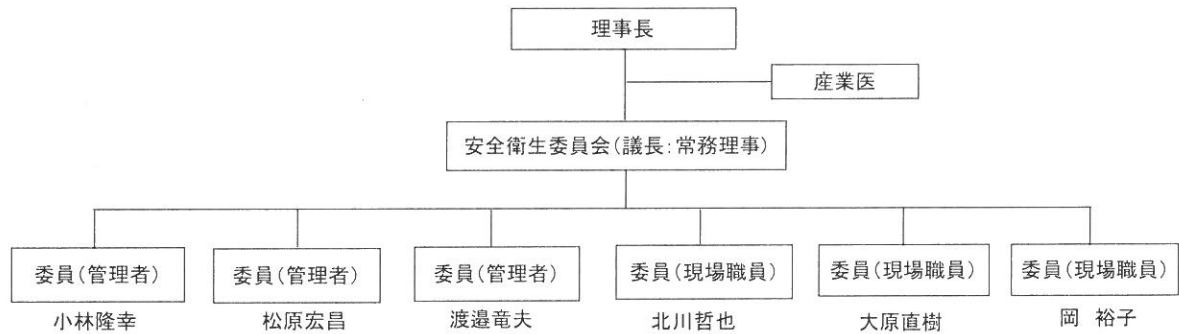 理事長
産業医
安全衛生委員会(議長:常務理事)
委員(管理者)
委員(管理者)
委員(管理者)
委員(現場職員)
委員(現場職員)
委員(現場職員)
小林隆幸
松原宏昌
渡邉竜夫
北川哲也
大原直樹
岡 裕子